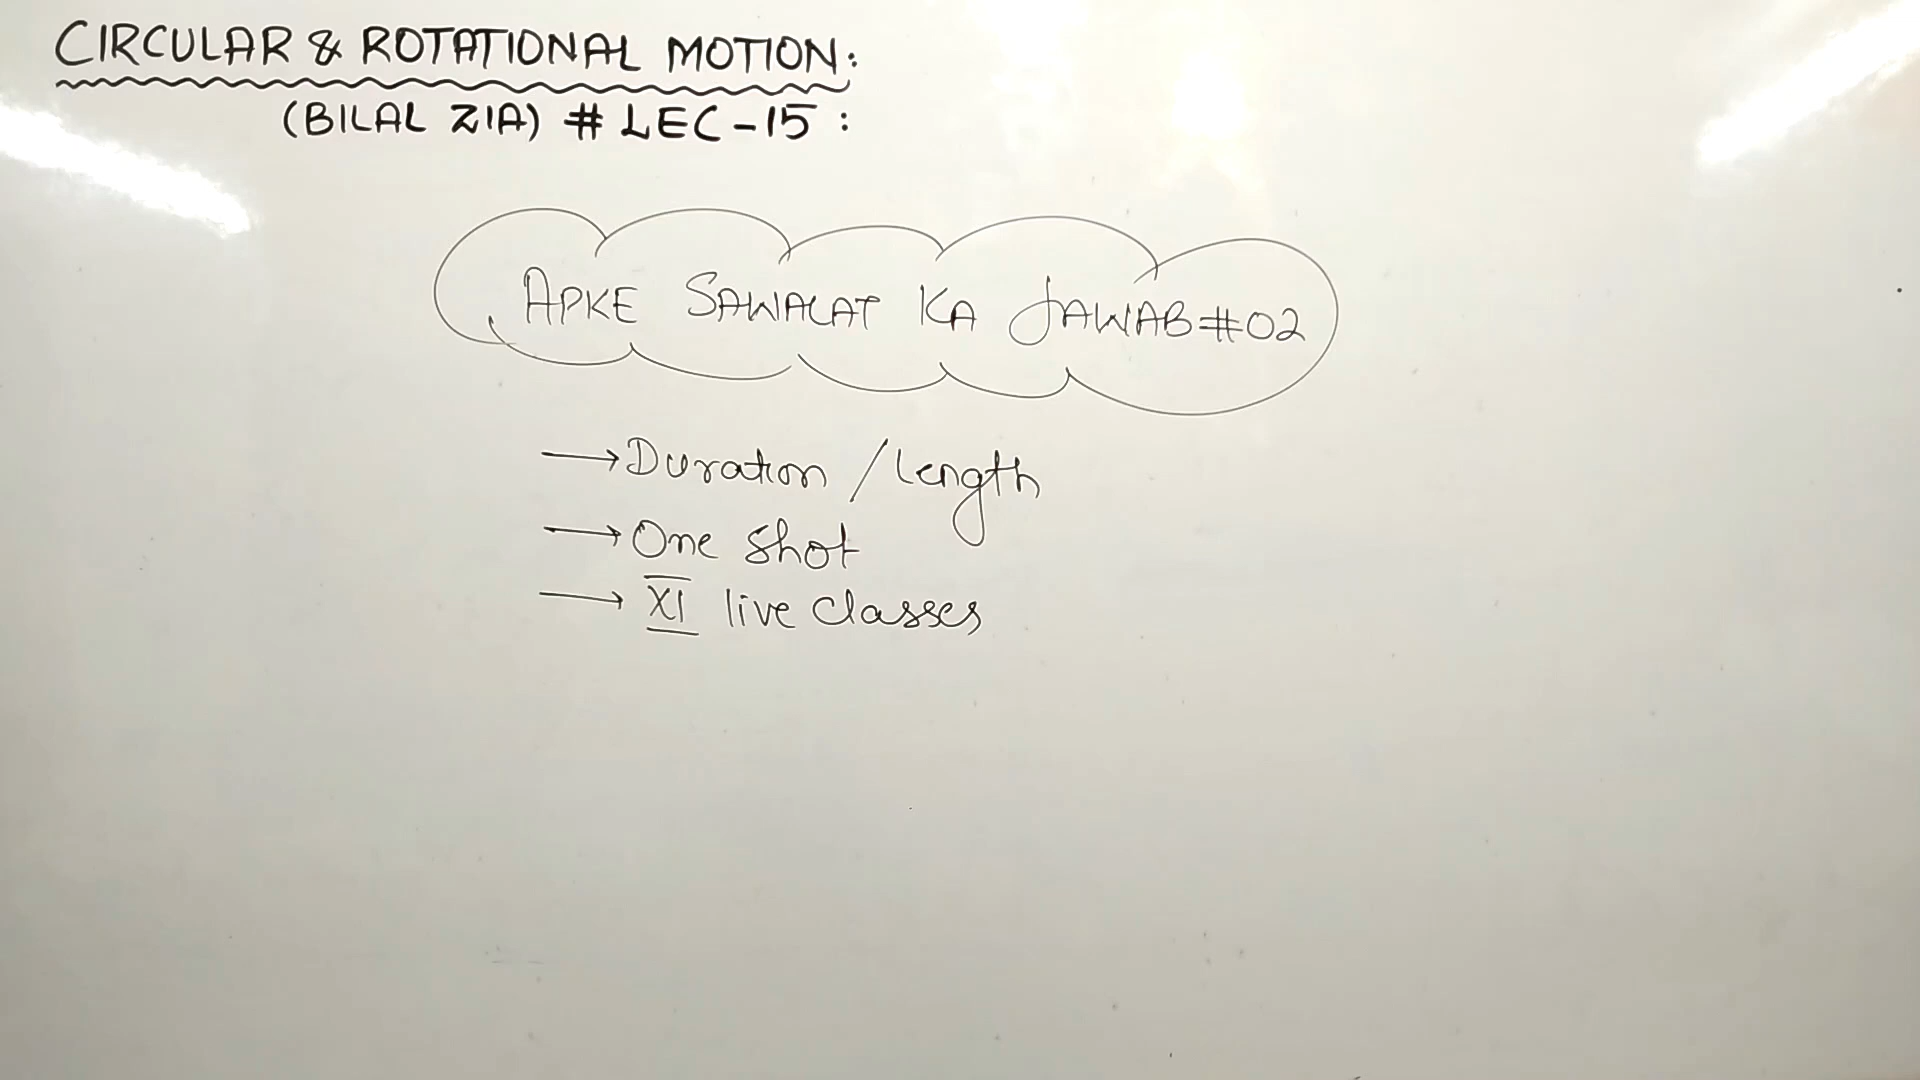 CIRCULAR & ROTATIONAL MOTION:
(BILAL ZIA) # LEC-15 :
APKE SAWALAT KA JAWAB#02
→ Duration / length
→ One shot
→ XI live classes